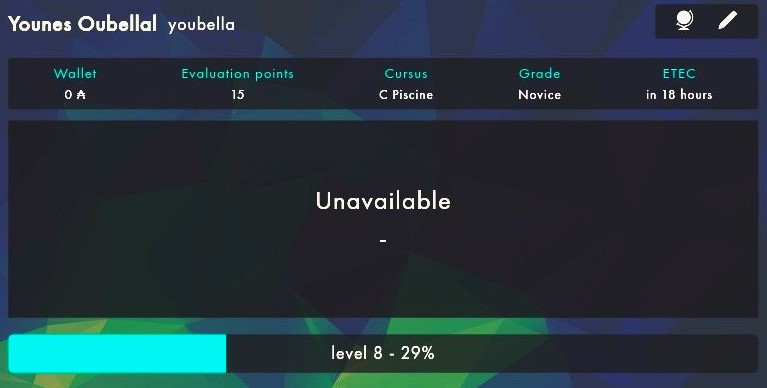 Younes Oubellal youbella
Wallet Evaluation points Cursus Grade ETEC
0 ₳ 15 C Piscine Novice in 18 hours
Unavailable
-
level 8 - 29%